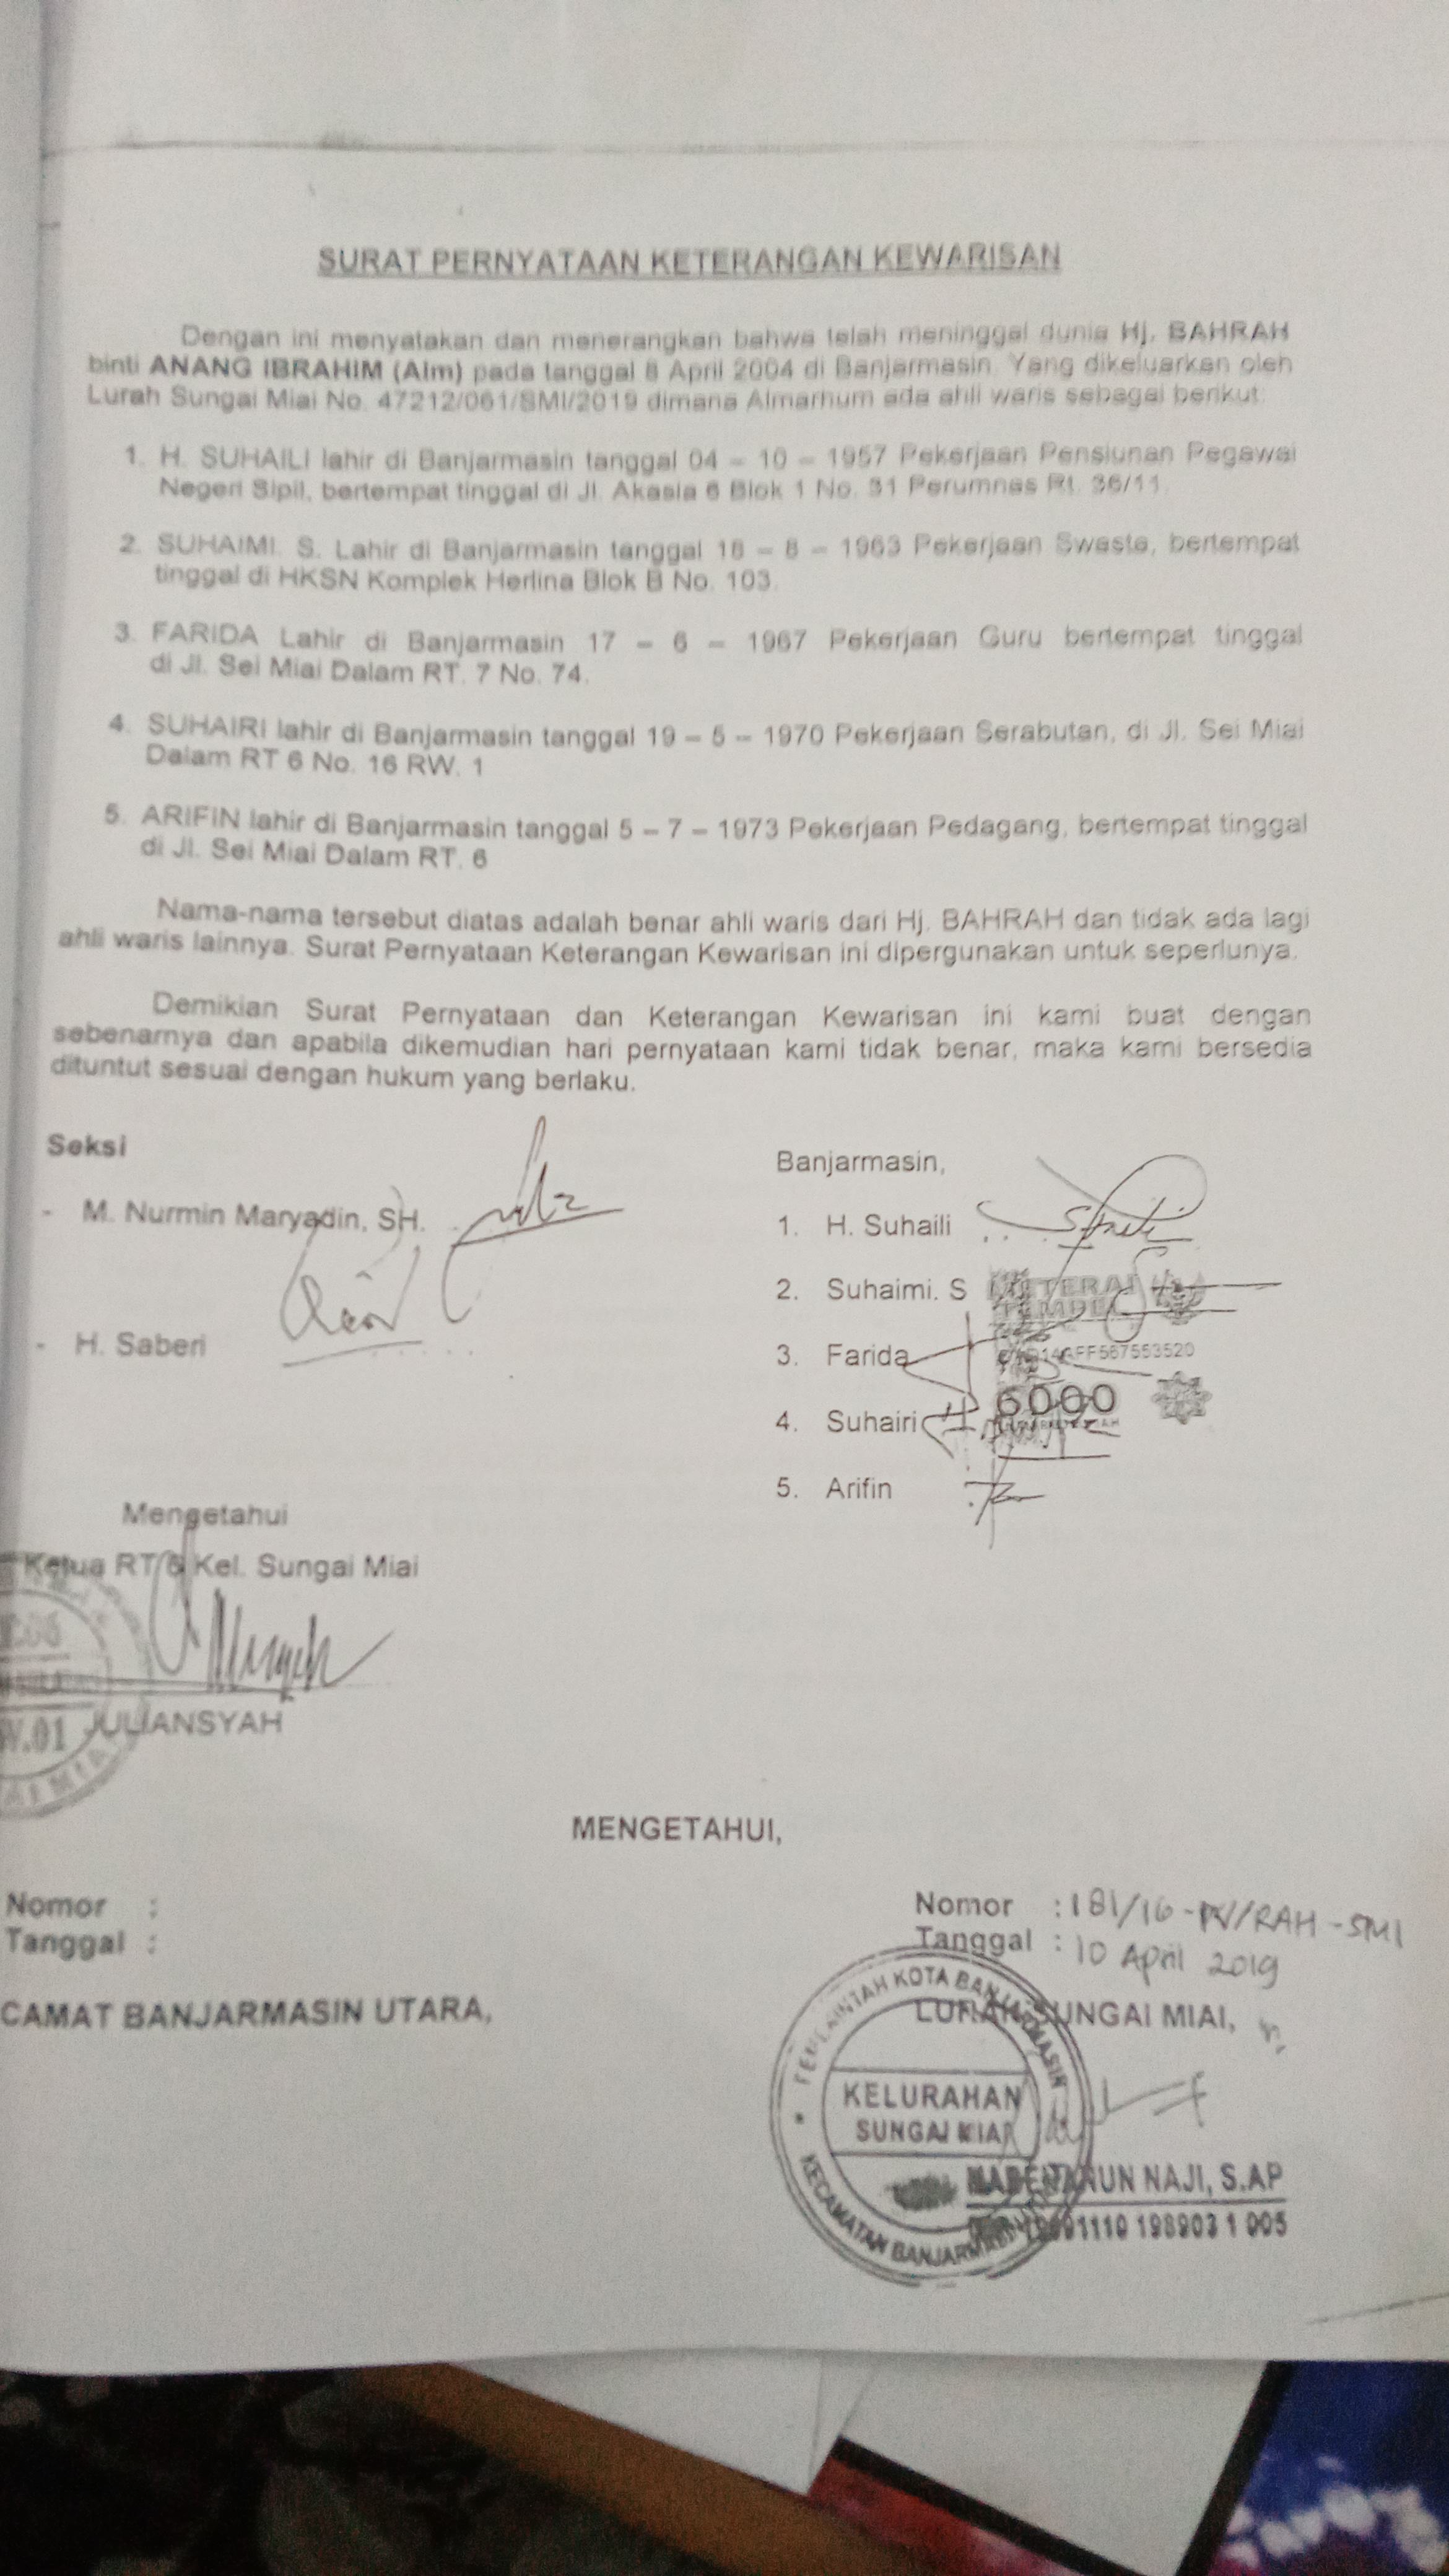 SURAT PERNYATAAN KETERANGAN KEWARISAN
Dengan ini menyatakan dan menerangkan bahwa telah meninggal dunia Hj. BAHRAH
binti ANANG IBRAHIM (Alm) pada tanggal 8 April 2004 di Banjarmasin. Yang dikeluarkan oleh
Lurah Sungai Miai No. 47212/061/SMI/2019 dimana Almarhum ada ahli waris sebagai berikut:
1. H. SUHAILI lahir di Banjarmasin tanggal 04 – 10 – 1957 Pekerjaan Pensiunan Pegawai
Negeri Sipil, bertempat tinggal di Jl. Akasia 6 Blok 1 No. 31 Perumnas Rt. 36/11.
2. SUHAIMI. S. Lahir di Banjarmasin tanggal 18 – 8 – 1963 Pekerjaan Swasta, bertempat
tinggal di HKSN Komplek Herlina Blok B No. 103.
3. FARIDA Lahir di Banjarmasin 17 – 6 – 1967 Pekerjaan Guru bertempat tinggal
di Jl. Sei Miai Dalam RT. 7 No. 74.
4. SUHAIRI lahir di Banjarmasin tanggal 19 – 5 – 1970 Pekerjaan Serabutan, di Jl. Sei Miai
Dalam RT 6 No. 16 RW. 1
5. ARIFIN lahir di Banjarmasin tanggal 5 – 7 – 1973 Pekerjaan Pedagang, bertempat tinggal
di Jl. Sei Miai Dalam RT. 6
Nama-nama tersebut diatas adalah benar ahli waris dari Hj. BAHRAH dan tidak ada lagi
ahli waris lainnya. Surat Pernyataan Keterangan Kewarisan ini dipergunakan untuk seperlunya.
Demikian Surat Pernyataan dan Keterangan Kewarisan ini kami buat dengan
sebenarnya dan apabila dikemudian hari pernyataan kami tidak benar, maka kami bersedia
dituntut sesuai dengan hukum yang berlaku.
Seksi
- M. Nurmin Maryadin, SH.
- H. Saberi
Banjarmasin,
1. H. Suhaili
2. Suhaimi. S
METERAI
TEMPEL
3. Farida
AFF567553520
6000
4. Suhairi
5. Arifin
Mengetahui
Ketua RT 6 Kel. Sungai Miai
W.01
JULIANSYAH
MENGETAHUI,
Nomor :
Tanggal :
CAMAT BANJARMASIN UTARA,
Nomor : 181/16-IV/RAH-SMI
Tanggal : 10 April 2019
LURAH SUNGAI MIAI,
PEMERINTAH KOTA BANJARMASIN
KELURAHAN
SUNGAI MIAI
KECAMATAN BANJARMASIN UTARA
NAJI, S.AP
1110 198903 1 005